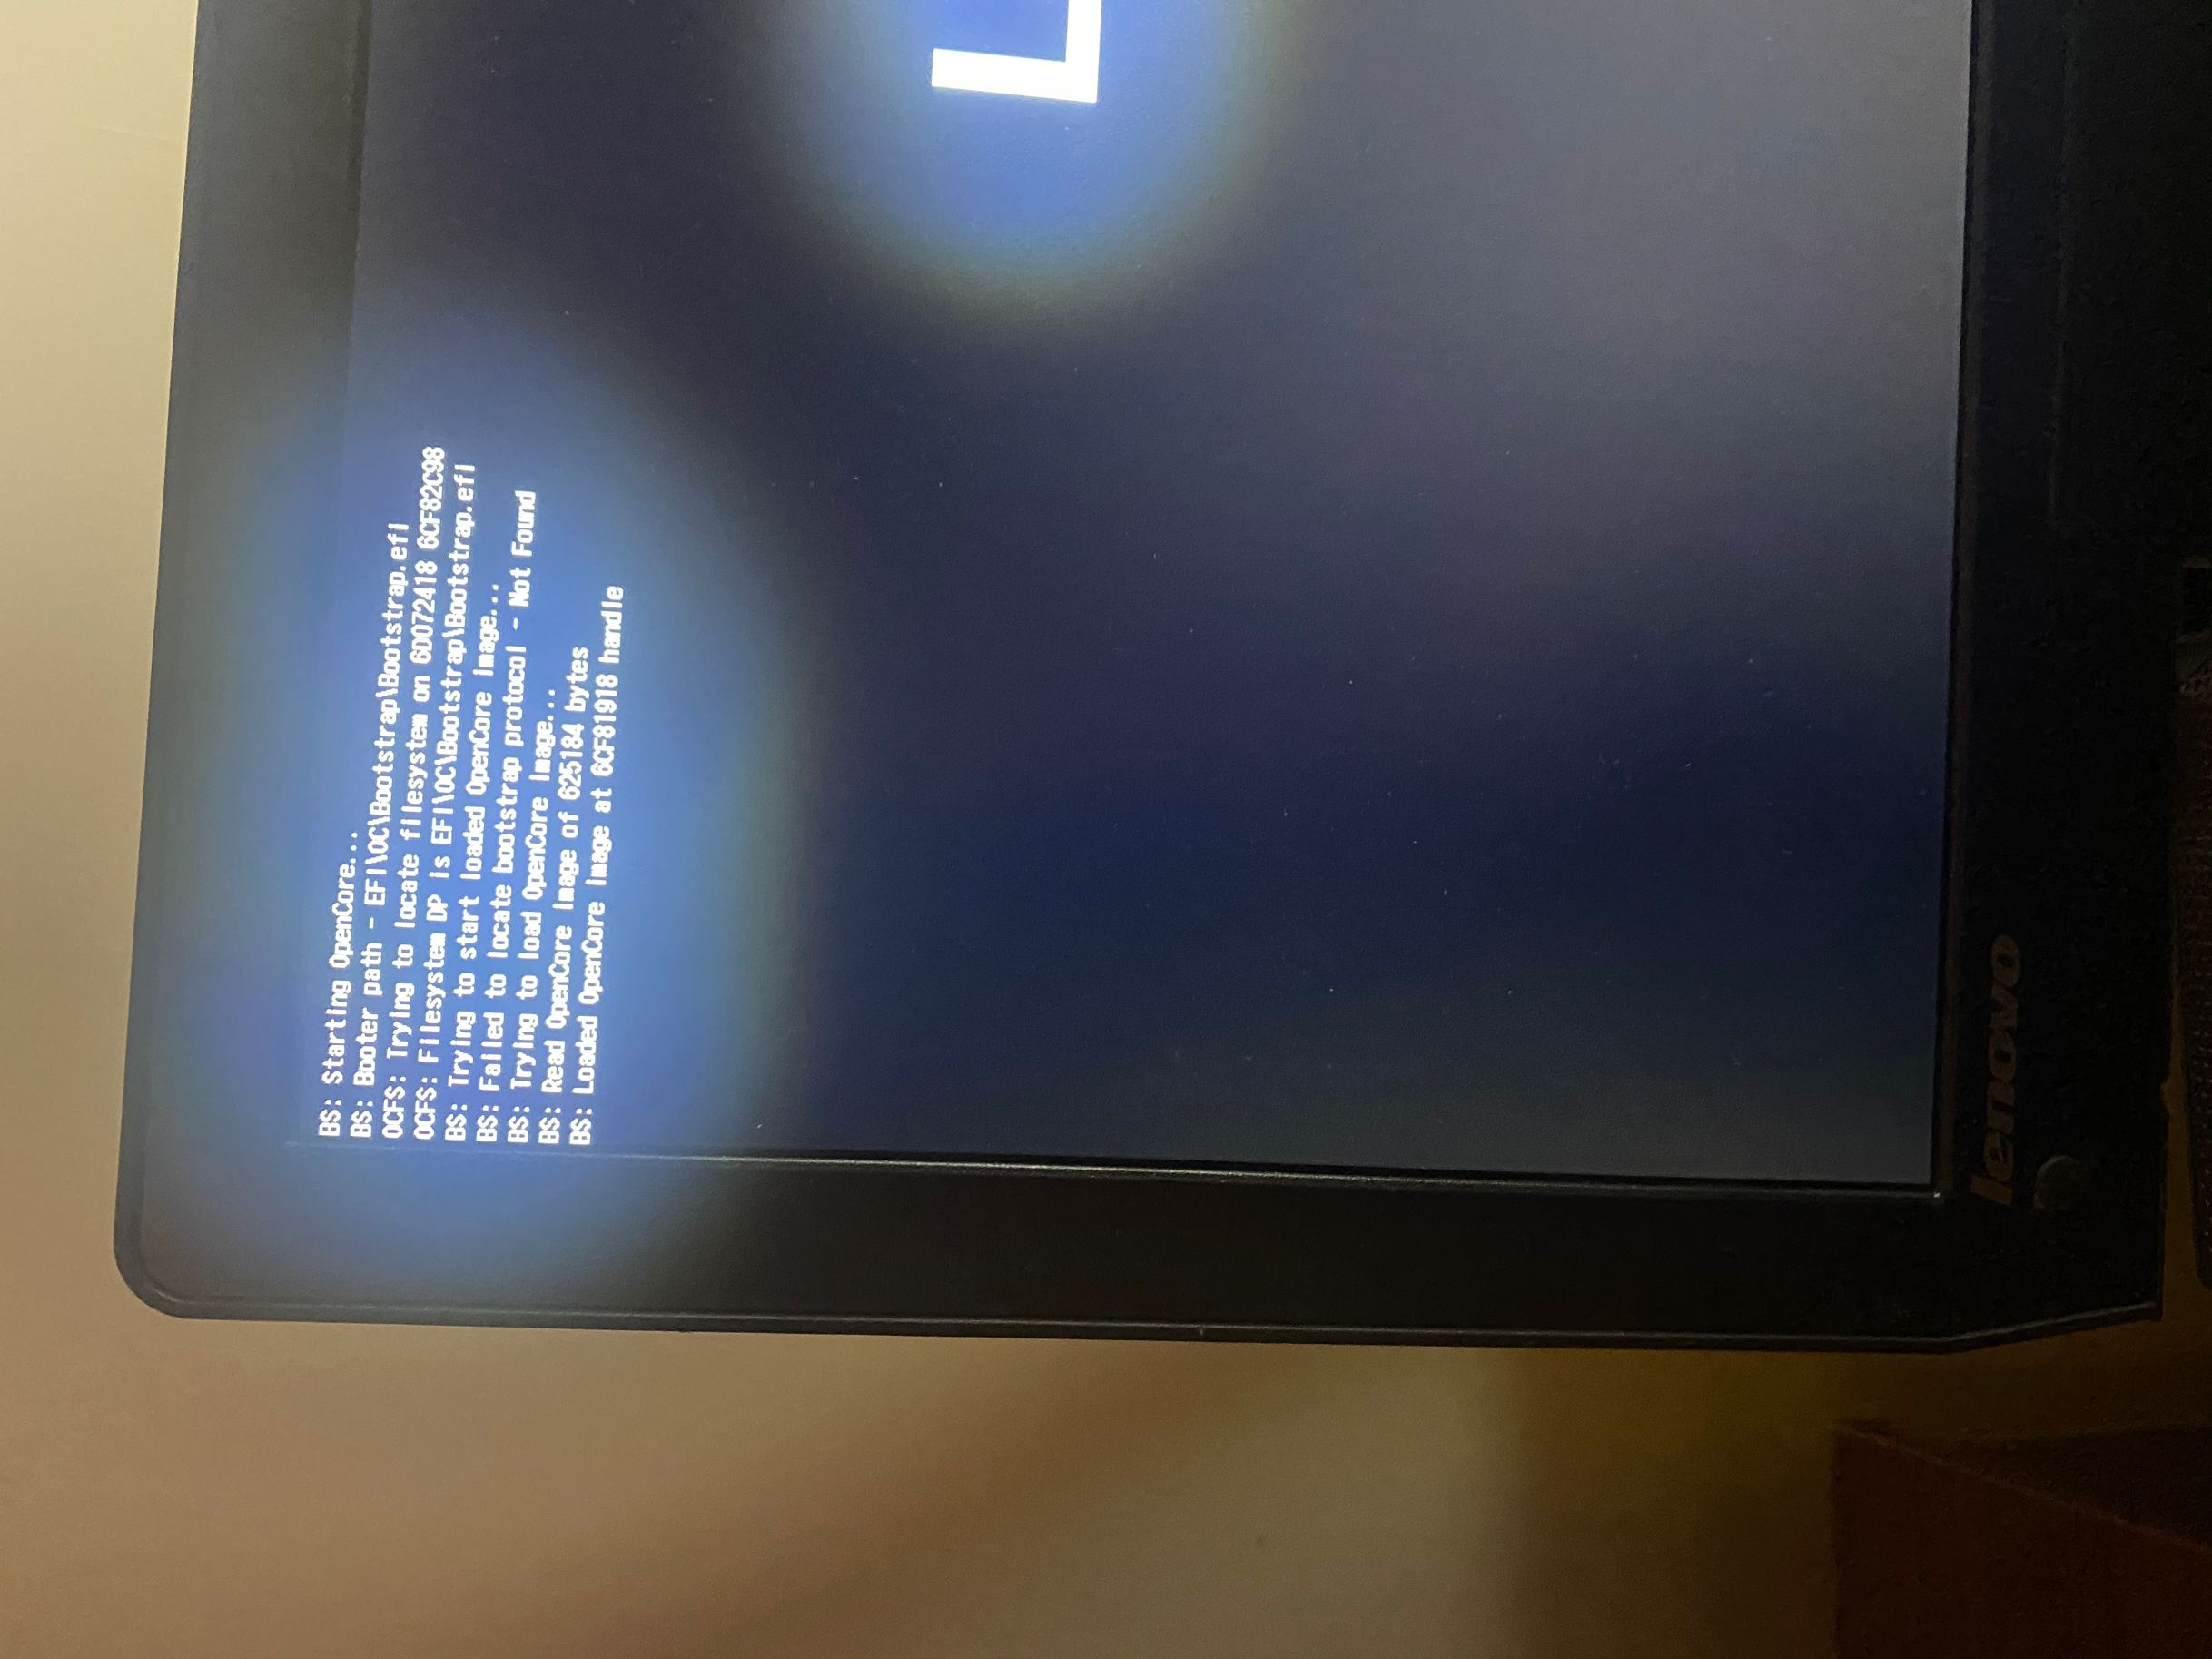 BS: Starting OpenCore...
BS: Booter path - EFI\OC\Bootstrap\Bootstrap.efi
OCFS: Trying to locate filesystem on 6D072418 6CF82C98
OCFS: Filesystem DP is EFI\OC\Bootstrap\Bootstrap.efi
BS: Trying to start loaded OpenCore image...
BS: Failed to locate bootstrap protocol - Not Found
BS: Trying to load OpenCore image...
BS: Read OpenCore image of 625184 bytes
BS: Loaded OpenCore image at 6CF81918 handle
L
lenovo